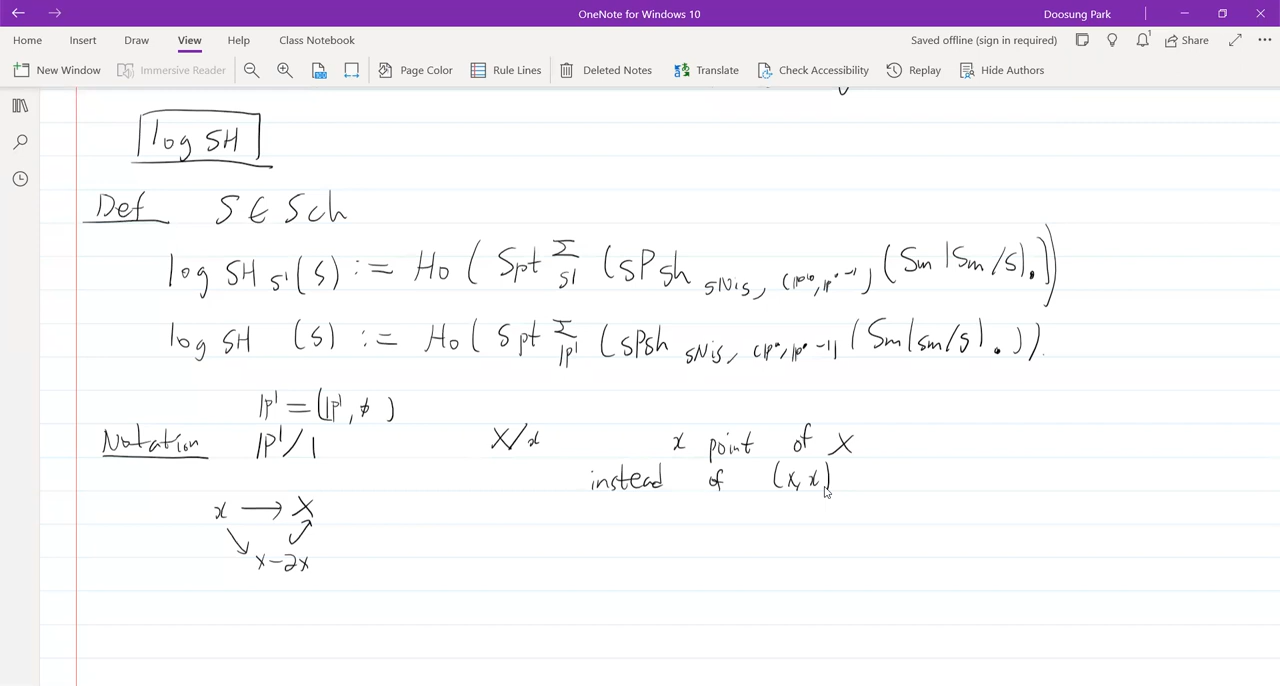 OneNote for Windows 10
Doosung Park
Home Insert Draw View Help Class Notebook
Saved offline (sign in required) Share
New Window Immersive Reader Page Color Rule Lines Deleted Notes Translate Check Accessibility Replay Hide Authors
log SH
Def S ∈ Sch
log SH_{S¹}(S) := Ho(Spt^Σ_{S¹}(sPsh_{sNis, (ℙ^•, ℙ^{•-1})}(Sm|Sm/S)_•))
log SH (S) := Ho(Spt^Σ_{ℙ¹}(sPsh_{sNis, (ℙ^•, ℙ^{•-1})}(Sm|Sm/S)_•)).
ℙ¹ = (ℙ¹, ∅)
Notation ℙ¹/1 X/x x point of X
instead of (X, x)
x → X
X-∂X